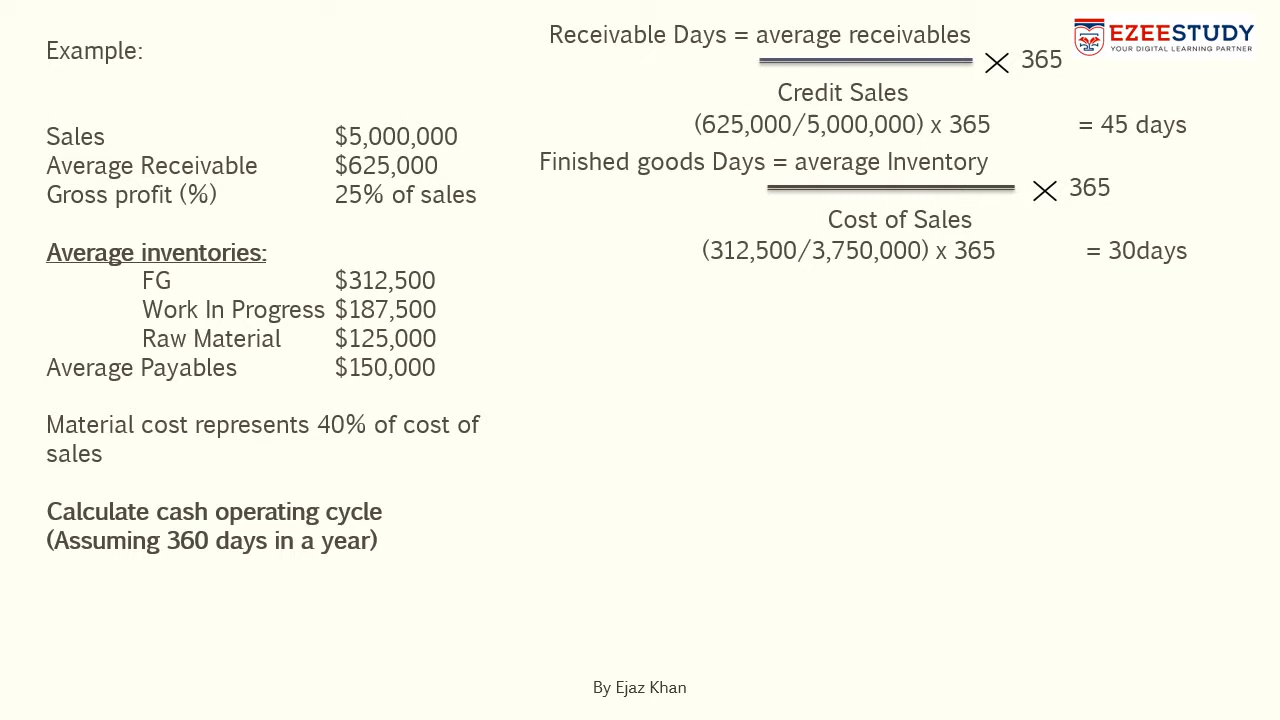 Example:
Sales $5,000,000
Average Receivable $625,000
Gross profit (%) 25% of sales
Average inventories:
FG $312,500
Work In Progress $187,500
Raw Material $125,000
Average Payables $150,000
Material cost represents 40% of cost of
sales
Calculate cash operating cycle
(Assuming 360 days in a year)
Receivable Days = average receivables
× 365
Credit Sales
(625,000/5,000,000) x 365 = 45 days
Finished goods Days = average Inventory
× 365
Cost of Sales
(312,500/3,750,000) x 365 = 30days
EZEESTUDY
YOUR DIGITAL LEARNING PARTNER
By Ejaz Khan